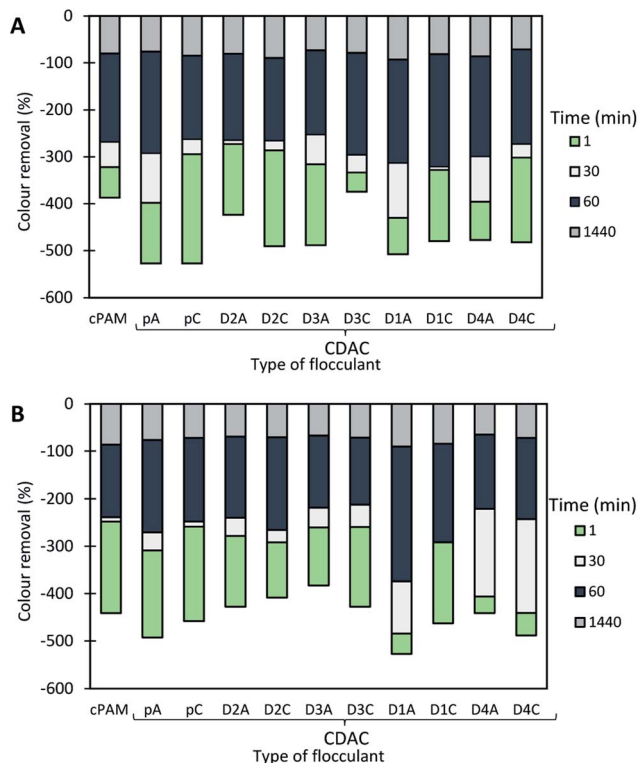 A
Colour removal (%)
0
-100
-200
-300
-400
-500
-600
cPAM pA pC D2A D2C D3A D3C D1A D1C D4A D4C
CDAC
Type of flocculant
Time (min)
1
30
60
1440
B
Colour removal (%)
0
-100
-200
-300
-400
-500
-600
cPAM pA pC D2A D2C D3A D3C D1A D1C D4A D4C
CDAC
Type of flocculant
Time (min)
1
30
60
1440